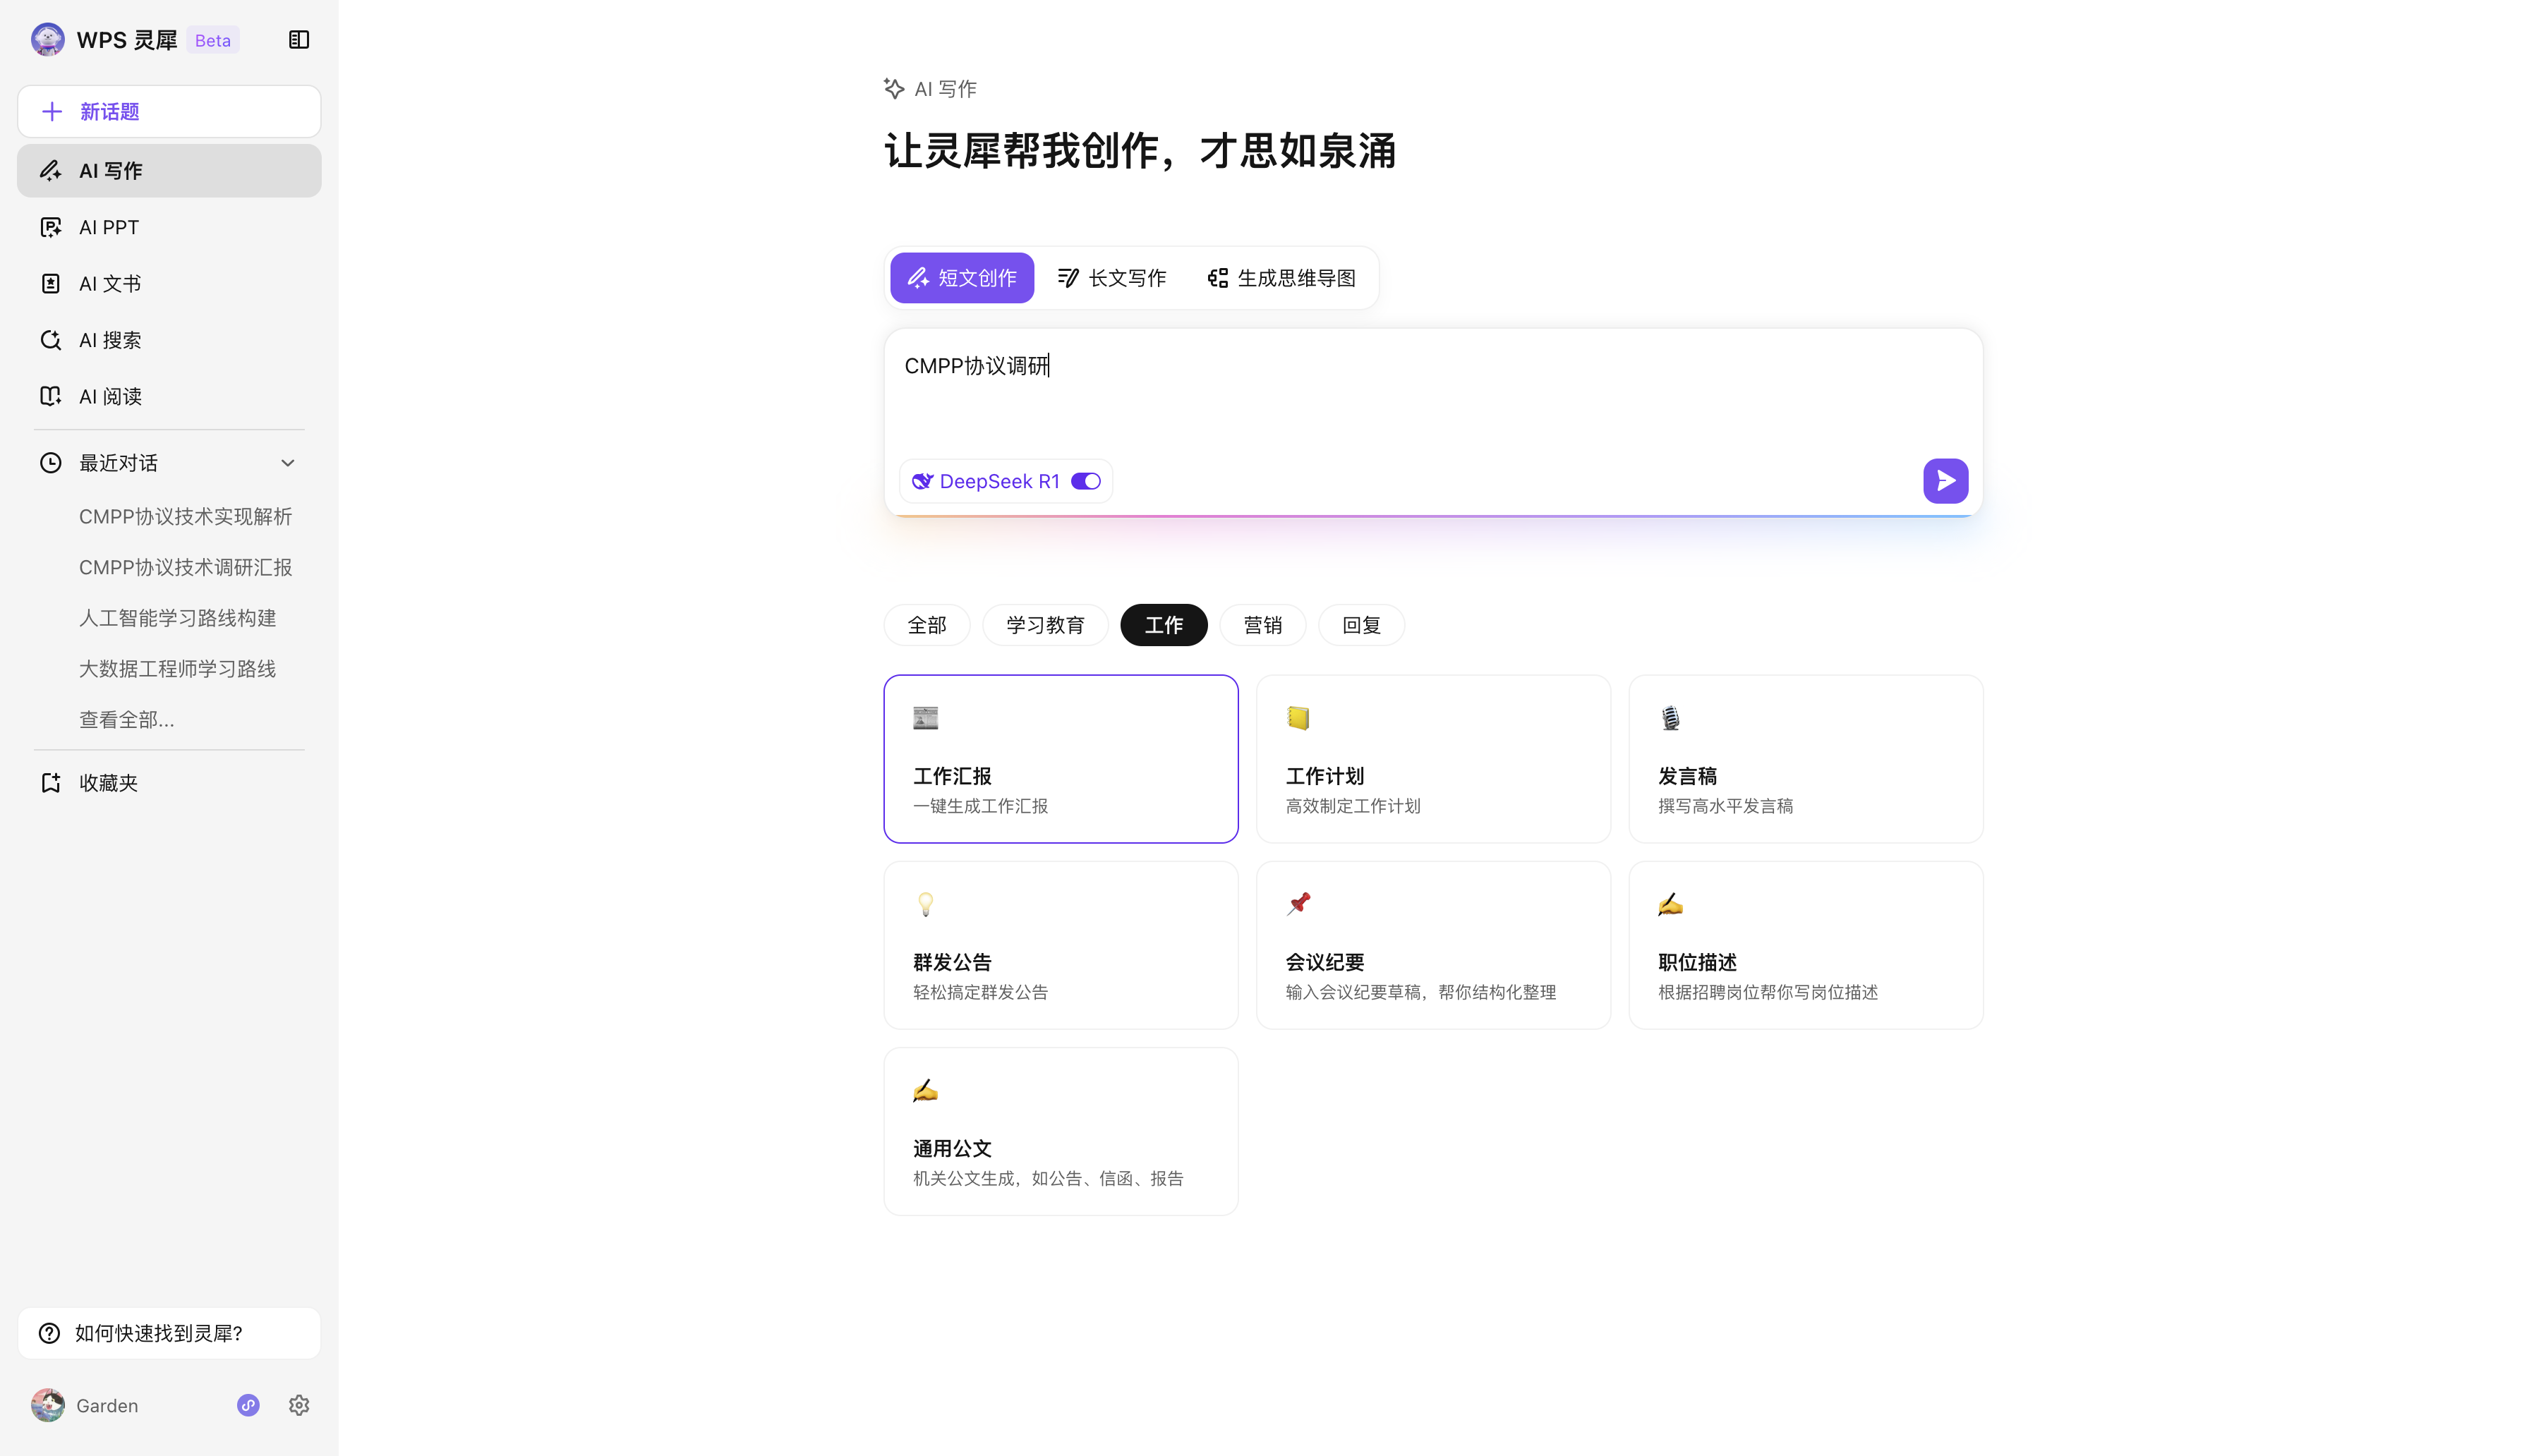 WPS 灵犀 Beta
新话题
AI 写作
AI PPT
AI 文书
AI 搜索
AI 阅读
最近对话
CMPP协议技术实现解析
CMPP协议技术调研汇报
人工智能学习路线构建
大数据工程师学习路线
查看全部...
收藏夹
如何快速找到灵犀?
Garden
AI 写作
让灵犀帮我创作，才思如泉涌
短文创作 长文写作 生成思维导图
CMPP协议调研
DeepSeek R1
全部 学习教育 工作 营销 回复
工作汇报
一键生成工作汇报
工作计划
高效制定工作计划
发言稿
撰写高水平发言稿
群发公告
轻松搞定群发公告
会议纪要
输入会议纪要草稿，帮你结构化整理
职位描述
根据招聘岗位帮你写岗位描述
通用公文
机关公文生成，如公告、信函、报告